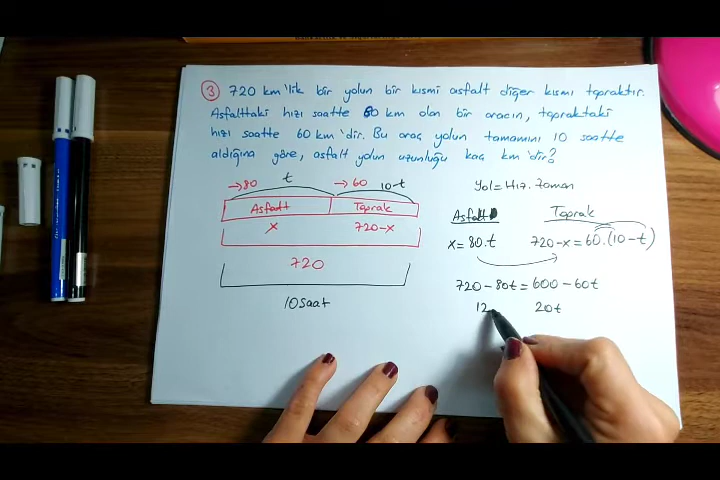 3 720 km'lik bir yolun bir kısmı asfalt diğer kısmı topraktır.
Asfalttaki hızı saatte 80 km olan bir aracın, topraktaki
hızı saatte 60 km'dir. Bu araç yolun tamamını 10 saatte
aldığına göre, asfalt yolun uzunluğu kaç km'dir?
→80 t →60 10-t
Asfalt Toprak
x 720-x
720
10 saat
Yol = Hız . Zaman
Asfalt Toprak
x = 80.t 720-x = 60.(10-t)
720-80t = 600-60t
12 20t